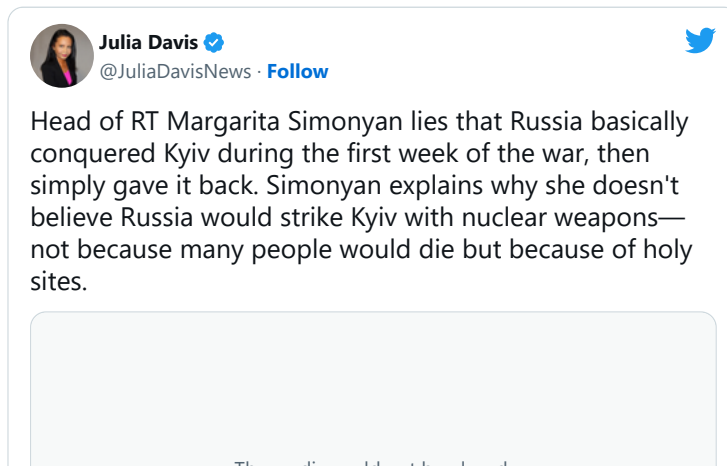 Julia Davis
@JuliaDavisNews · Follow
Head of RT Margarita Simonyan lies that Russia basically
conquered Kyiv during the first week of the war, then
simply gave it back. Simonyan explains why she doesn't
believe Russia would strike Kyiv with nuclear weapons—
not because many people would die but because of holy
sites.